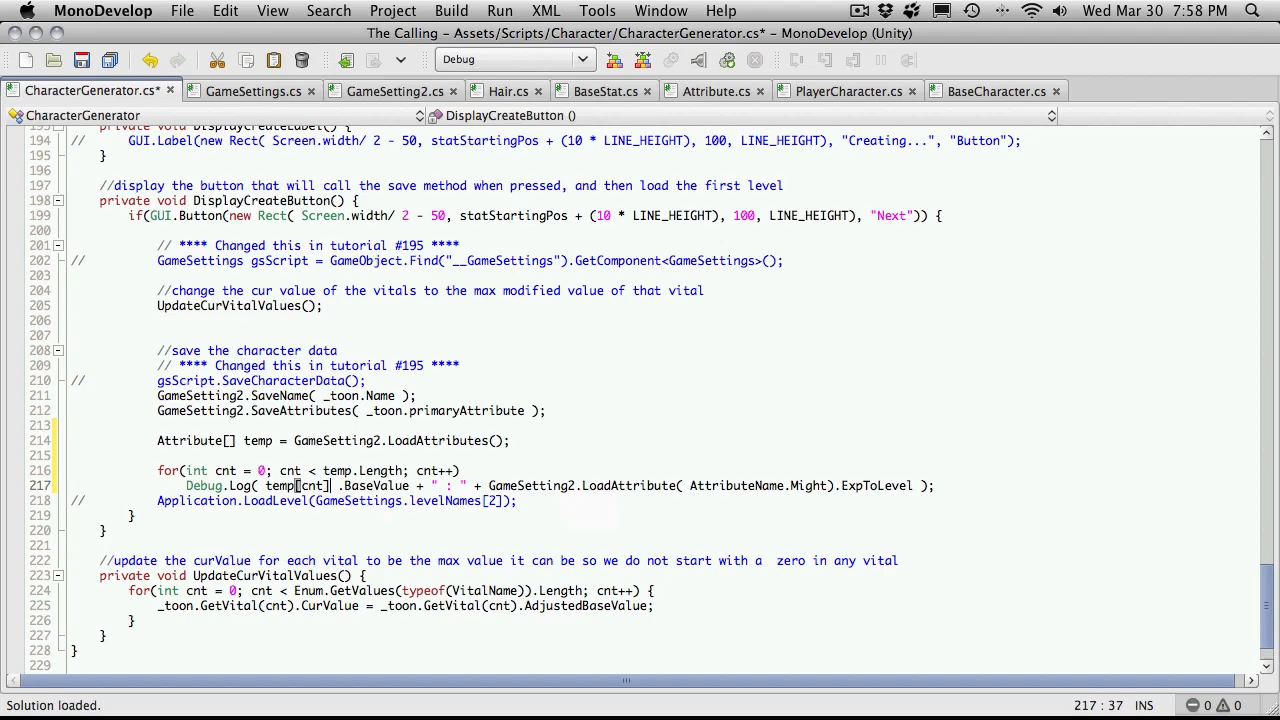 MonoDevelop File Edit View Search Project Build Run XML Tools Window Help Wed Mar 30 7:58 PM
The Calling - Assets/Scripts/Character/CharacterGenerator.cs* - MonoDevelop (Unity)
Debug
CharacterGenerator.cs* GameSettings.cs GameSetting2.cs Hair.cs BaseStat.cs Attribute.cs PlayerCharacter.cs BaseCharacter.cs
CharacterGenerator DisplayCreateButton ()
193 private void DisplayCreateLabel() {
194 // GUI.Label(new Rect( Screen.width/ 2 - 50, statStartingPos + (10 * LINE_HEIGHT), 100, LINE_HEIGHT), "Creating...", "Button");
195 }
196
197 //display the button that will call the save method when pressed, and then load the first level
198 private void DisplayCreateButton() {
199 if(GUI.Button(new Rect( Screen.width/ 2 - 50, statStartingPos + (10 * LINE_HEIGHT), 100, LINE_HEIGHT), "Next")) {
200
201 // **** Changed this in tutorial #195 ****
202 // GameSettings gsScript = GameObject.Find("__GameSettings").GetComponent<GameSettings>();
203
204 //change the cur value of the vitals to the max modified value of that vital
205 UpdateCurVitalValues();
206
207
208 //save the character data
209 // **** Changed this in tutorial #195 ****
210 // gsScript.SaveCharacterData();
211 GameSetting2.SaveName( _toon.Name );
212 GameSetting2.SaveAttributes( _toon.primaryAttribute );
213
214 Attribute[] temp = GameSetting2.LoadAttributes();
215
216 for(int cnt = 0; cnt < temp.Length; cnt++)
217 Debug.Log( temp[cnt] .BaseValue + " : " + GameSetting2.LoadAttribute( AttributeName.Might).ExpToLevel );
218 // Application.LoadLevel(GameSettings.levelNames[2]);
219 }
220 }
221
222 //update the curValue for each vital to be the max value it can be so we do not start with a  zero in any vital
223 private void UpdateCurVitalValues() {
224 for(int cnt = 0; cnt < Enum.GetValues(typeof(VitalName)).Length; cnt++) {
225 _toon.GetVital(cnt).CurValue = _toon.GetVital(cnt).AdjustedBaseValue;
226 }
227 }
228 }
229
Solution loaded. 217 : 37 INS 0 0